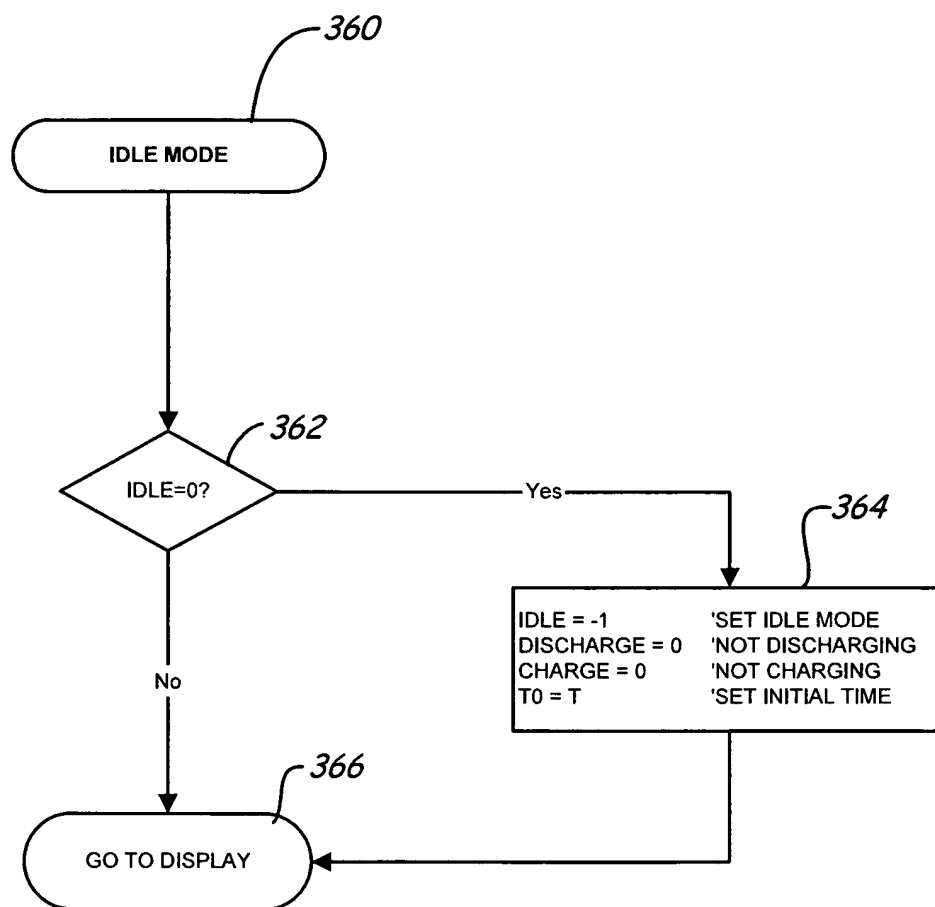 360
IDLE MODE
362
IDLE=0?
Yes
364
IDLE = -1 'SET IDLE MODE
DISCHARGE = 0 'NOT DISCHARGING
CHARGE = 0 'NOT CHARGING
T0 = T 'SET INITIAL TIME
No
366
GO TO DISPLAY